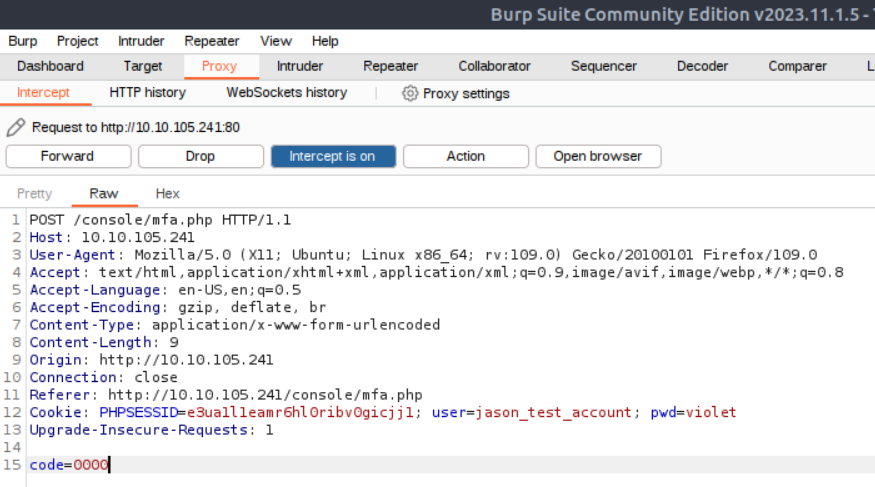 Burp Suite Community Edition v2023.11.1.5 -
Burp Project Intruder Repeater View Help
Dashboard Target Proxy Intruder Repeater Collaborator Sequencer Decoder Comparer L
Intercept HTTP history WebSockets history Proxy settings
Request to http://10.10.105.241:80
Forward Drop Intercept is on Action Open browser
Pretty Raw Hex
1 POST /console/mfa.php HTTP/1.1
2 Host: 10.10.105.241
3 User-Agent: Mozilla/5.0 (X11; Ubuntu; Linux x86_64; rv:109.0) Gecko/20100101 Firefox/109.0
4 Accept: text/html,application/xhtml+xml,application/xml;q=0.9,image/avif,image/webp,*/*;q=0.8
5 Accept-Language: en-US,en;q=0.5
6 Accept-Encoding: gzip, deflate, br
7 Content-Type: application/x-www-form-urlencoded
8 Content-Length: 9
9 Origin: http://10.10.105.241
10 Connection: close
11 Referer: http://10.10.105.241/console/mfa.php
12 Cookie: PHPSESSID=e3ua1l1eamr6hl0ribv0gicjj1; user=jason_test_account; pwd=violet
13 Upgrade-Insecure-Requests: 1
14
15 code=0000